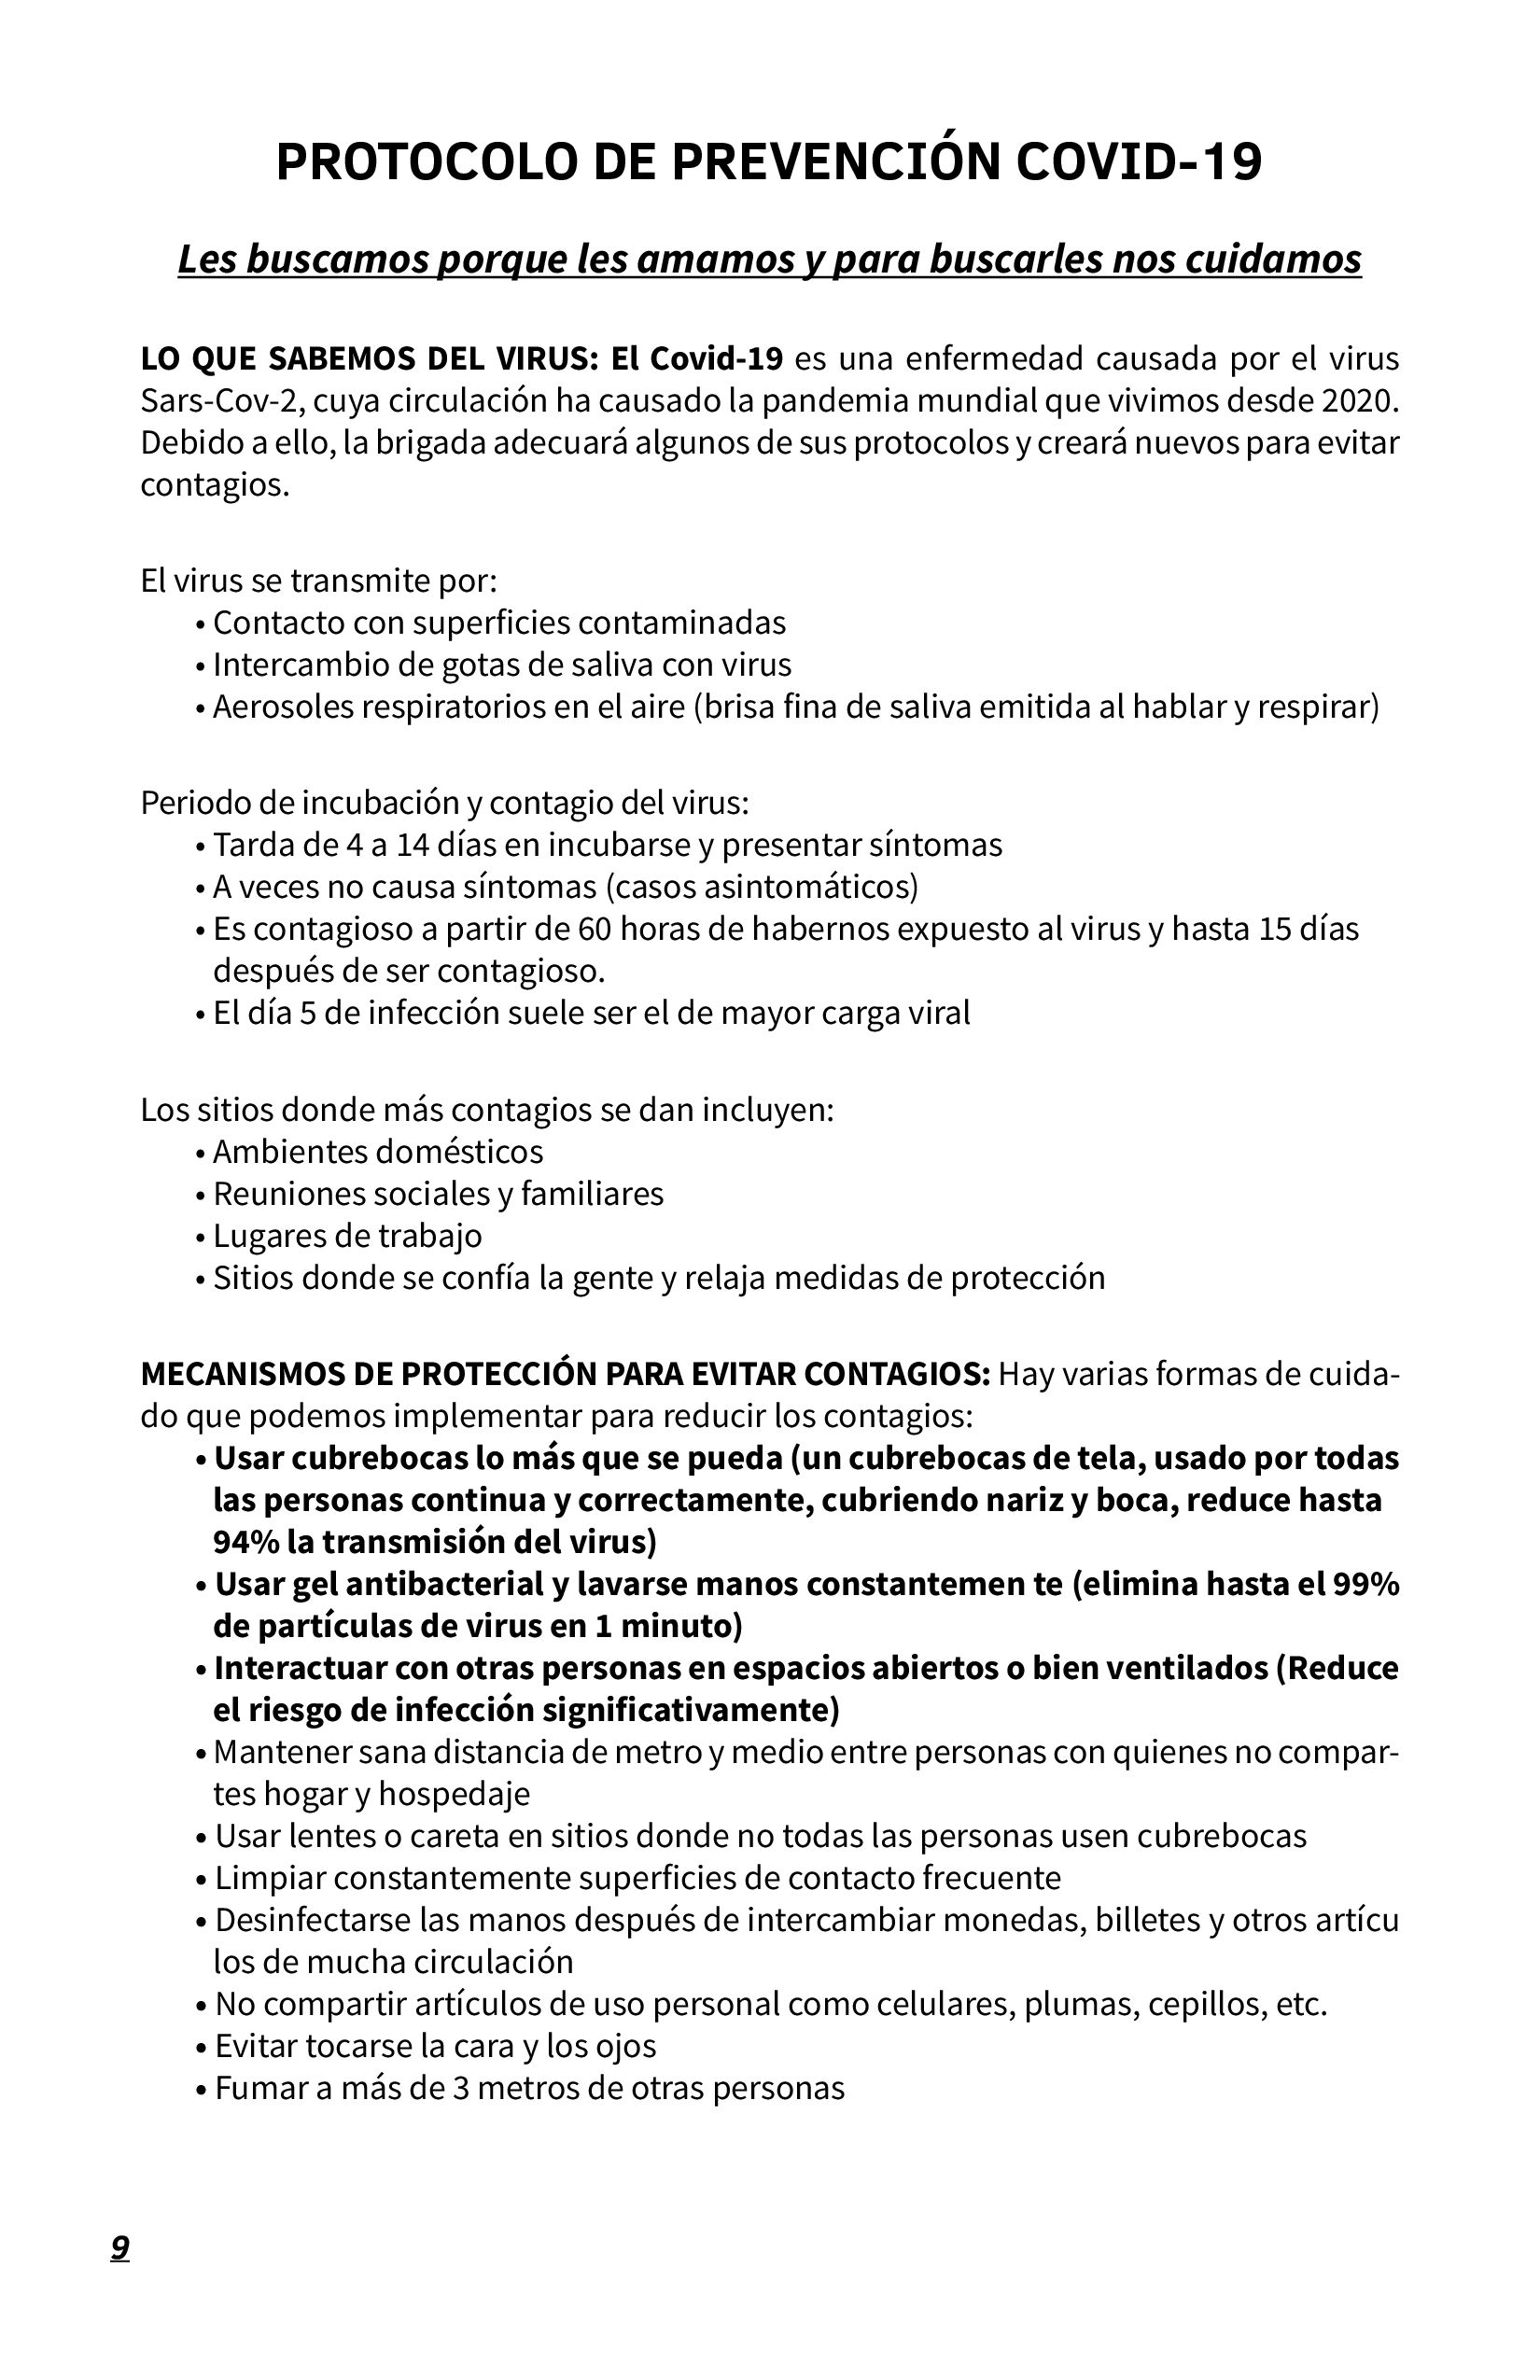 PROTOCOLO DE PREVENCIÓN COVID-19
Les buscamos porque les amamos y para buscarles nos cuidamos
LO QUE SABEMOS DEL VIRUS: El Covid-19 es una enfermedad causada por el virus
Sars-Cov-2, cuya circulación ha causado la pandemia mundial que vivimos desde 2020.
Debido a ello, la brigada adecuará algunos de sus protocolos y creará nuevos para evitar
contagios.
El virus se transmite por:
• Contacto con superficies contaminadas
• Intercambio de gotas de saliva con virus
• Aerosoles respiratorios en el aire (brisa fina de saliva emitida al hablar y respirar)
Periodo de incubación y contagio del virus:
• Tarda de 4 a 14 días en incubarse y presentar síntomas
• A veces no causa síntomas (casos asintomáticos)
• Es contagioso a partir de 60 horas de habernos expuesto al virus y hasta 15 días
después de ser contagioso.
• El día 5 de infección suele ser el de mayor carga viral
Los sitios donde más contagios se dan incluyen:
• Ambientes domésticos
• Reuniones sociales y familiares
• Lugares de trabajo
• Sitios donde se confía la gente y relaja medidas de protección
MECANISMOS DE PROTECCIÓN PARA EVITAR CONTAGIOS: Hay varias formas de cuida-
do que podemos implementar para reducir los contagios:
• Usar cubrebocas lo más que se pueda (un cubrebocas de tela, usado por todas
las personas continua y correctamente, cubriendo nariz y boca, reduce hasta
94% la transmisión del virus)
• Usar gel antibacterial y lavarse manos constantemen te (elimina hasta el 99%
de partículas de virus en 1 minuto)
• Interactuar con otras personas en espacios abiertos o bien ventilados (Reduce
el riesgo de infección significativamente)
• Mantener sana distancia de metro y medio entre personas con quienes no compar-
tes hogar y hospedaje
• Usar lentes o careta en sitios donde no todas las personas usen cubrebocas
• Limpiar constantemente superficies de contacto frecuente
• Desinfectarse las manos después de intercambiar monedas, billetes y otros artícu
los de mucha circulación
• No compartir artículos de uso personal como celulares, plumas, cepillos, etc.
• Evitar tocarse la cara y los ojos
• Fumar a más de 3 metros de otras personas
9